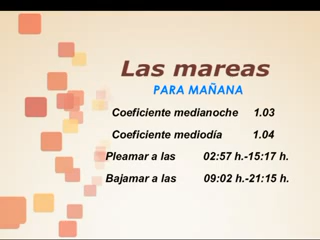 Las mareas
PARA MAÑANA
Coeficiente medianoche 1.03
Coeficiente mediodía 1.04
Pleamar a las 02:57 h.-15:17 h.
Bajamar a las 09:02 h.-21:15 h.